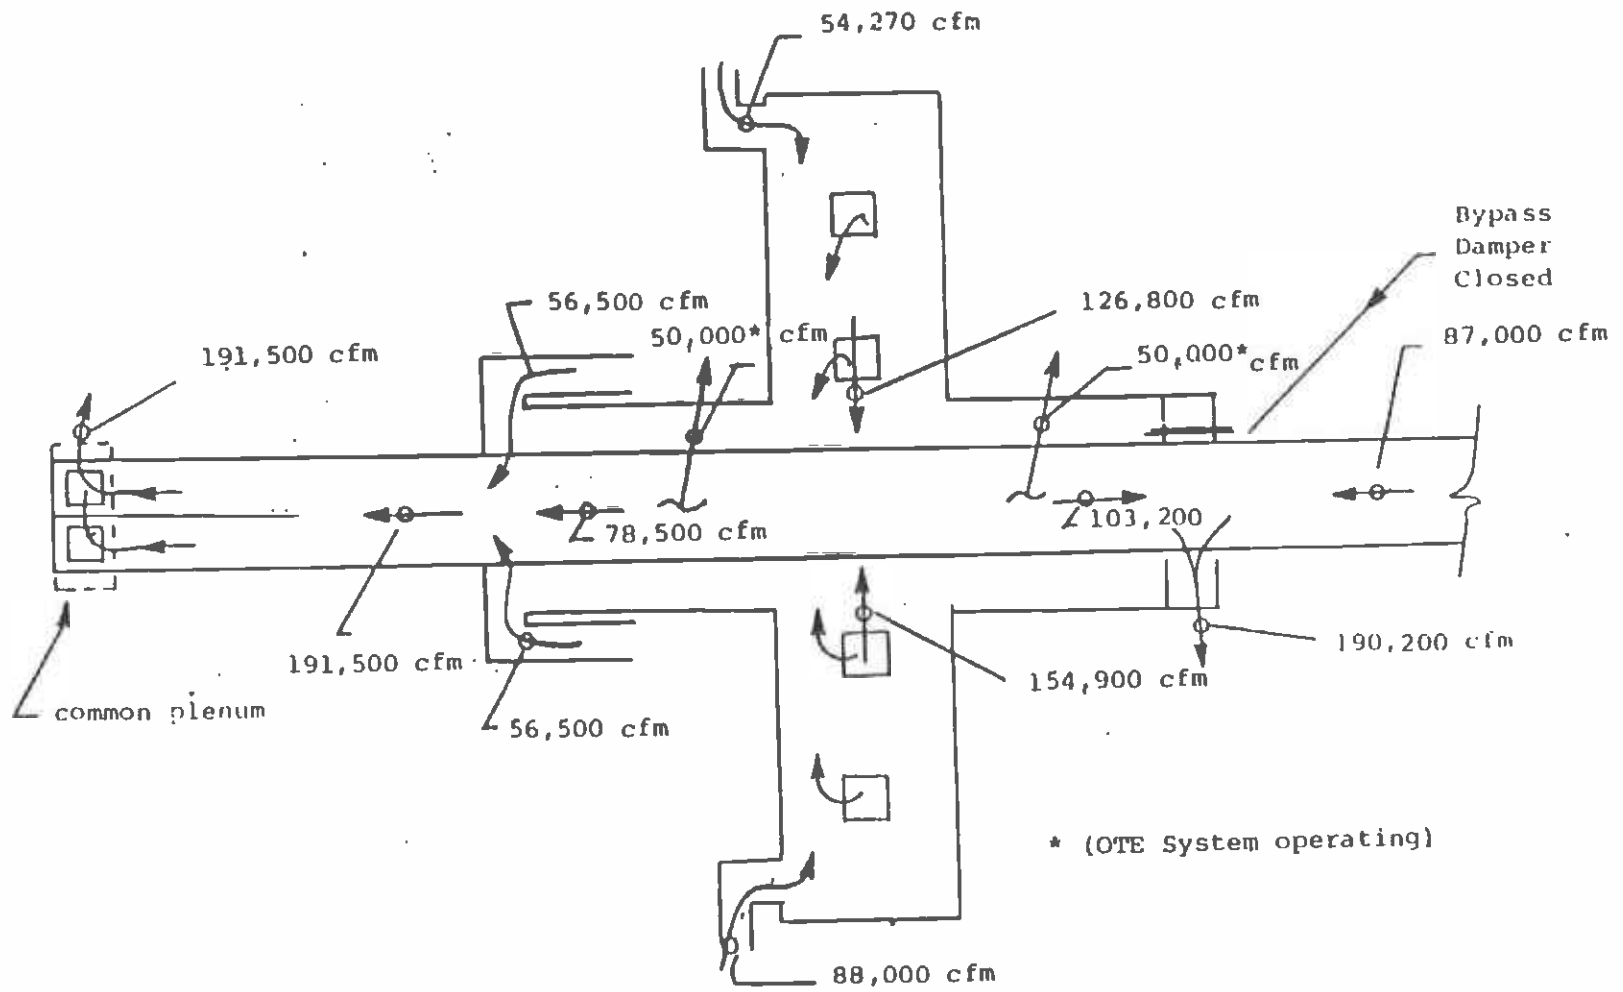 54,270 cfm
Bypass
Damper
Closed
56,500 cfm
126,800 cfm
50,000* cfm
87,000 cfm
191,500 cfm
50,000* cfm
103,200
78,500 cfm
190,200 cfm
191,500 cfm
154,900 cfm
common plenum
56,500 cfm
* (OTE System operating)
88,000 cfm